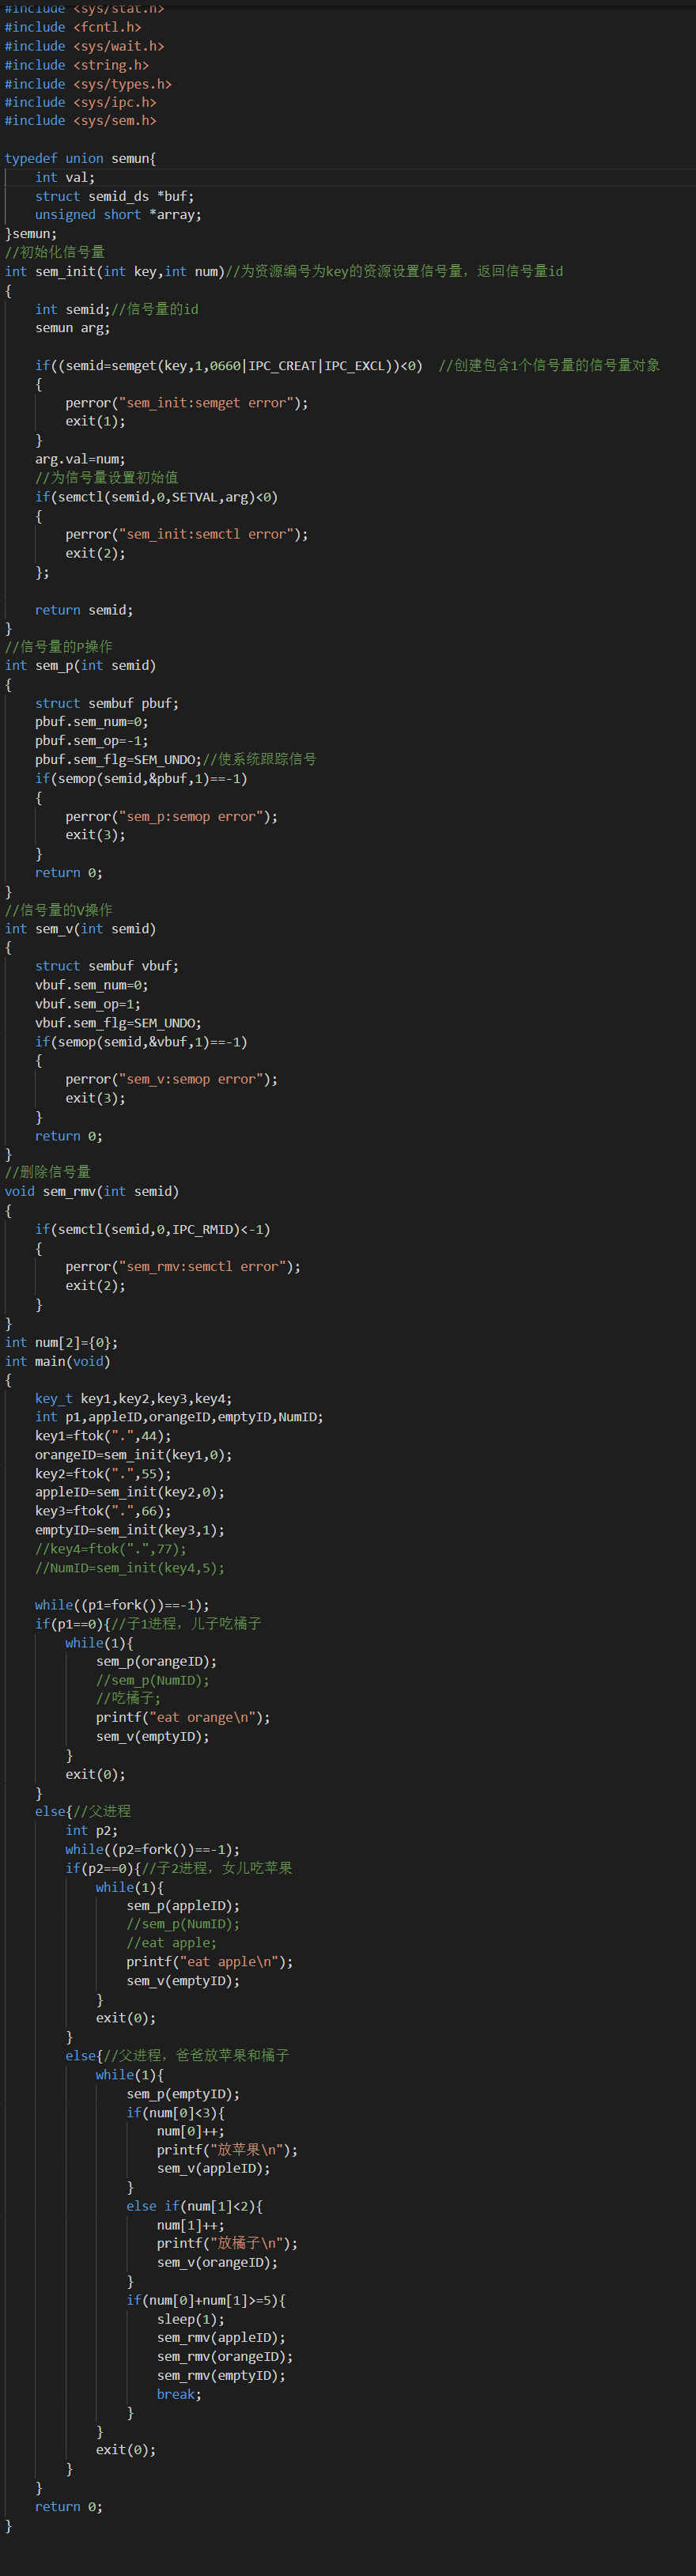 #include <sys/stat.h>
#include <fcntl.h>
#include <sys/wait.h>
#include <string.h>
#include <sys/types.h>
#include <sys/ipc.h>
#include <sys/sem.h>
typedef union semun{
    int val;
    struct semid_ds *buf;
    unsigned short *array;
}semun;
//初始化信号量
int sem_init(int key,int num)//为资源编号为key的资源设置信号量，返回信号量id
{
    int semid;//信号量的id
    semun arg;
    if((semid=semget(key,1,0660|IPC_CREAT|IPC_EXCL))<0)  //创建包含1个信号量的信号量对象
    {
        perror("sem_init:semget error");
        exit(1);
    }
    arg.val=num;
    //为信号量设置初始值
    if(semctl(semid,0,SETVAL,arg)<0)
    {
        perror("sem_init:semctl error");
        exit(2);
    };
    return semid;
}
//信号量的P操作
int sem_p(int semid)
{
    struct sembuf pbuf;
    pbuf.sem_num=0;
    pbuf.sem_op=-1;
    pbuf.sem_flg=SEM_UNDO;//使系统跟踪信号
    if(semop(semid,&pbuf,1)==-1)
    {
        perror("sem_p:semop error");
        exit(3);
    }
    return 0;
}
//信号量的V操作
int sem_v(int semid)
{
    struct sembuf vbuf;
    vbuf.sem_num=0;
    vbuf.sem_op=1;
    vbuf.sem_flg=SEM_UNDO;
    if(semop(semid,&vbuf,1)==-1)
    {
        perror("sem_v:semop error");
        exit(3);
    }
    return 0;
}
//删除信号量
void sem_rmv(int semid)
{
    if(semctl(semid,0,IPC_RMID)<-1)
    {
        perror("sem_rmv:semctl error");
        exit(2);
    }
}
int num[2]={0};
int main(void)
{
    key_t key1,key2,key3,key4;
    int p1,appleID,orangeID,emptyID,NumID;
    key1=ftok(".",44);
    orangeID=sem_init(key1,0);
    key2=ftok(".",55);
    appleID=sem_init(key2,0);
    key3=ftok(".",66);
    emptyID=sem_init(key3,1);
    //key4=ftok(".",77);
    //NumID=sem_init(key4,5);
    while((p1=fork())==-1);
    if(p1==0){//子1进程，儿子吃橘子
        while(1){
            sem_p(orangeID);
            //sem_p(NumID);
            //吃橘子;
            printf("eat orange\n");
            sem_v(emptyID);
        }
        exit(0);
    }
    else{//父进程
        int p2;
        while((p2=fork())==-1);
        if(p2==0){//子2进程，女儿吃苹果
            while(1){
                sem_p(appleID);
                //sem_p(NumID);
                //eat apple;
                printf("eat apple\n");
                sem_v(emptyID);
            }
            exit(0);
        }
        else{//父进程，爸爸放苹果和橘子
            while(1){
                sem_p(emptyID);
                if(num[0]<3){
                    num[0]++;
                    printf("放苹果\n");
                    sem_v(appleID);
                }
                else if(num[1]<2){
                    num[1]++;
                    printf("放橘子\n");
                    sem_v(orangeID);
                }
                if(num[0]+num[1]>=5){
                    sleep(1);
                    sem_rmv(appleID);
                    sem_rmv(orangeID);
                    sem_rmv(emptyID);
                    break;
                }
            }
            exit(0);
        }
    }
    return 0;
}